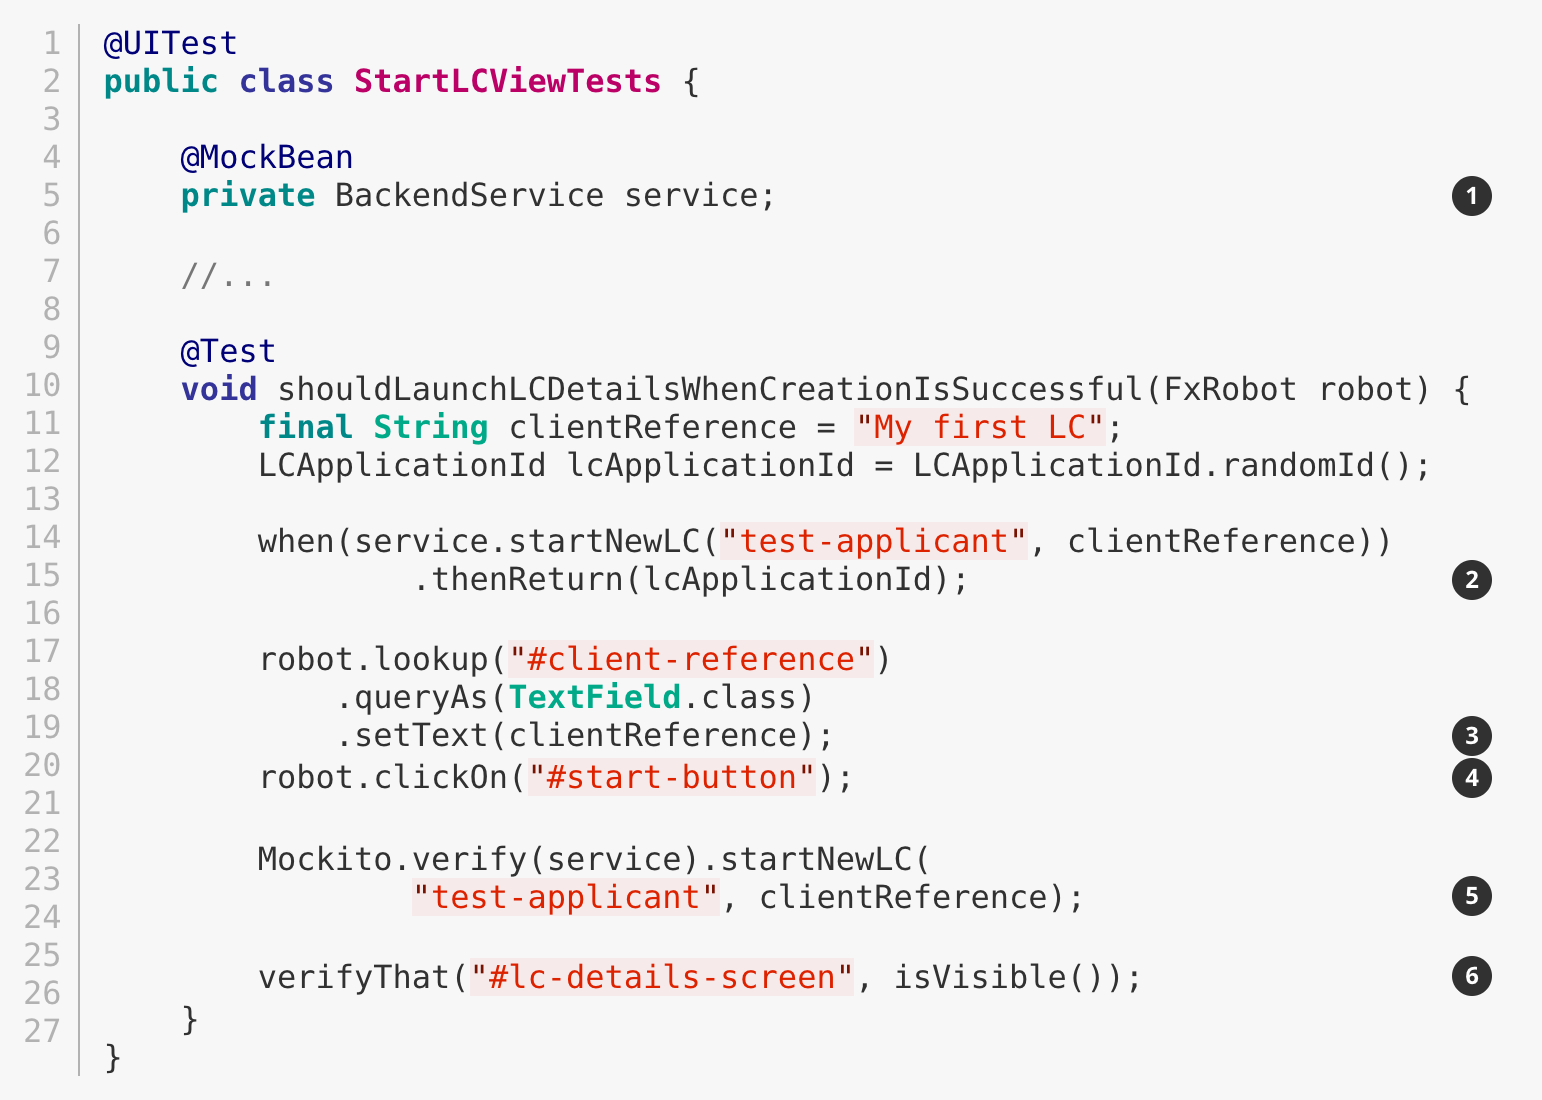 1 @UITest
2 public class StartLCViewTests {
3
4 @MockBean
5 private BackendService service; 1
6
7 //...
8
9 @Test
10 void shouldLaunchLCDetailsWhenCreationIsSuccessful(FxRobot robot) {
11 final String clientReference = "My first LC";
12 LCApplicationId lcApplicationId = LCApplicationId.randomId();
13
14 when(service.startNewLC("test-applicant", clientReference))
15 .thenReturn(lcApplicationId); 2
16
17 robot.lookup("#client-reference")
18 .queryAs(TextField.class)
19 .setText(clientReference); 3
20 robot.clickOn("#start-button"); 4
21
22 Mockito.verify(service).startNewLC(
23 "test-applicant", clientReference); 5
24
25 verifyThat("#lc-details-screen", isVisible()); 6
26 }
27 }